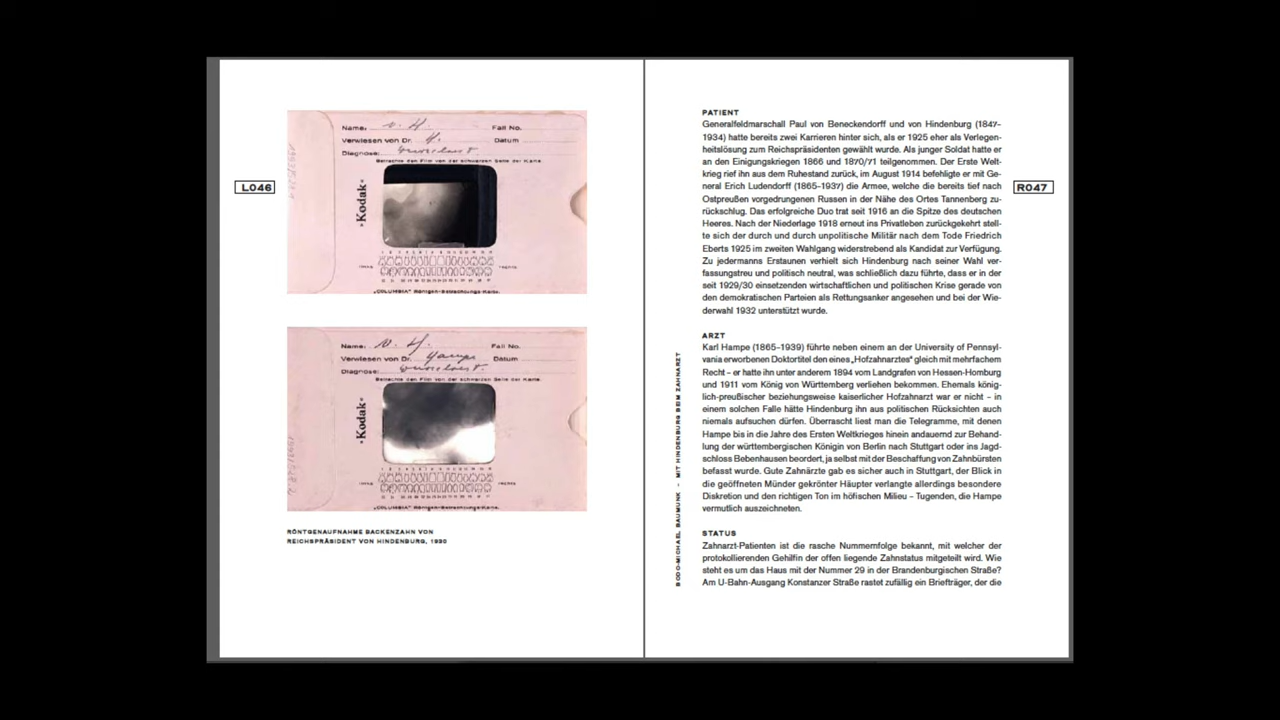 L046
Name: v. H.
Fall No.
Verwiesen von Dr. H.
Datum
Diagnose:
Betrachte den Film von der schwarzen Seite der Karte.
„Kodak“
links
rechts
„COLUMBIA“ Röntgen-Betrachtungs-Karte.
Name: v. H.
Fall No.
Verwiesen von Dr. Hampe
Datum
Diagnose:
Betrachte den Film von der schwarzen Seite der Karte.
„Kodak“
links
rechts
„COLUMBIA“ Röntgen-Betrachtungs-Karte.
RÖNTGENAUFNAHME BACKENZAHN VON
REICHSPRÄSIDENT VON HINDENBURG, 1930
BODO-MICHAEL BAUMUNK – MIT HINDENBURG BEIM ZAHNARZT
PATIENT
Generalfeldmarschall Paul von Beneckendorff und von Hindenburg (1847–
1934) hatte bereits zwei Karrieren hinter sich, als er 1925 eher als Verlegen-
heitslösung zum Reichspräsidenten gewählt wurde. Als junger Soldat hatte er
an den Einigungskriegen 1866 und 1870/71 teilgenommen. Der Erste Welt-
krieg rief ihn aus dem Ruhestand zurück, im August 1914 befehligte er mit Ge-
neral Erich Ludendorff (1865–1937) die Armee, welche die bereits tief nach
Ostpreußen vorgedrungenen Russen in der Nähe des Ortes Tannenberg zu-
rückschlug. Das erfolgreiche Duo trat seit 1916 an die Spitze des deutschen
Heeres. Nach der Niederlage 1918 erneut ins Privatleben zurückgekehrt stell-
te sich der durch und durch unpolitische Militär nach dem Tode Friedrich
Eberts 1925 im zweiten Wahlgang widerstrebend als Kandidat zur Verfügung.
Zu jedermanns Erstaunen verhielt sich Hindenburg nach seiner Wahl ver-
fassungstreu und politisch neutral, was schließlich dazu führte, dass er in der
seit 1929/30 einsetzenden wirtschaftlichen und politischen Krise gerade von
den demokratischen Parteien als Rettungsanker angesehen und bei der Wie-
derwahl 1932 unterstützt wurde.
R047
ARZT
Karl Hampe (1865–1939) führte neben einem an der University of Pennsyl-
vania erworbenen Doktortitel den eines „Hofzahnarztes“ gleich mit mehrfachem
Recht – er hatte ihn unter anderem 1894 vom Landgrafen von Hessen-Homburg
und 1911 vom König von Württemberg verliehen bekommen. Ehemals könig-
lich-preußischer beziehungsweise kaiserlicher Hofzahnarzt war er nicht – in
einem solchen Falle hätte Hindenburg ihn aus politischen Rücksichten auch
niemals aufsuchen dürfen. Überrascht liest man die Telegramme, mit denen
Hampe bis in die Jahre des Ersten Weltkrieges hinein andauernd zur Behand-
lung der württembergischen Königin von Berlin nach Stuttgart oder ins Jagd-
schloss Bebenhausen beordert, ja selbst mit der Beschaffung von Zahnbürsten
befasst wurde. Gute Zahnärzte gab es sicher auch in Stuttgart, der Blick in
die geöffneten Münder gekrönter Häupter verlangte allerdings besondere
Diskretion und den richtigen Ton im höfischen Milieu – Tugenden, die Hampe
vermutlich auszeichneten.
STATUS
Zahnarzt-Patienten ist die rasche Nummernfolge bekannt, mit welcher der
protokollierenden Gehilfin der offen liegende Zahnstatus mitgeteilt wird. Wie
steht es um das Haus mit der Nummer 29 in der Brandenburgischen Straße?
Am U-Bahn-Ausgang Konstanzer Straße rastet zufällig ein Briefträger, der die